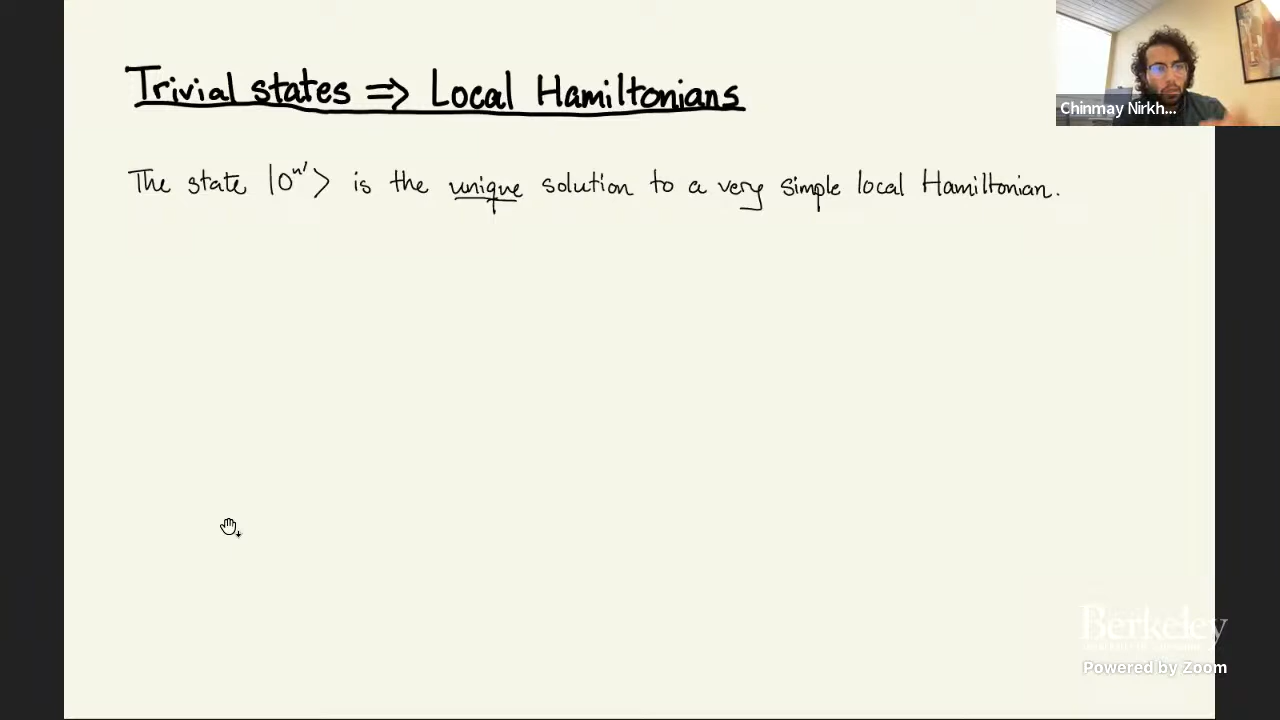 Trivial states ⇒ Local Hamiltonians
Chinmay Nirkh...
The state |0ⁿ'⟩ is the unique solution to a very simple local Hamiltonian.
Berkeley
Powered by Zoom